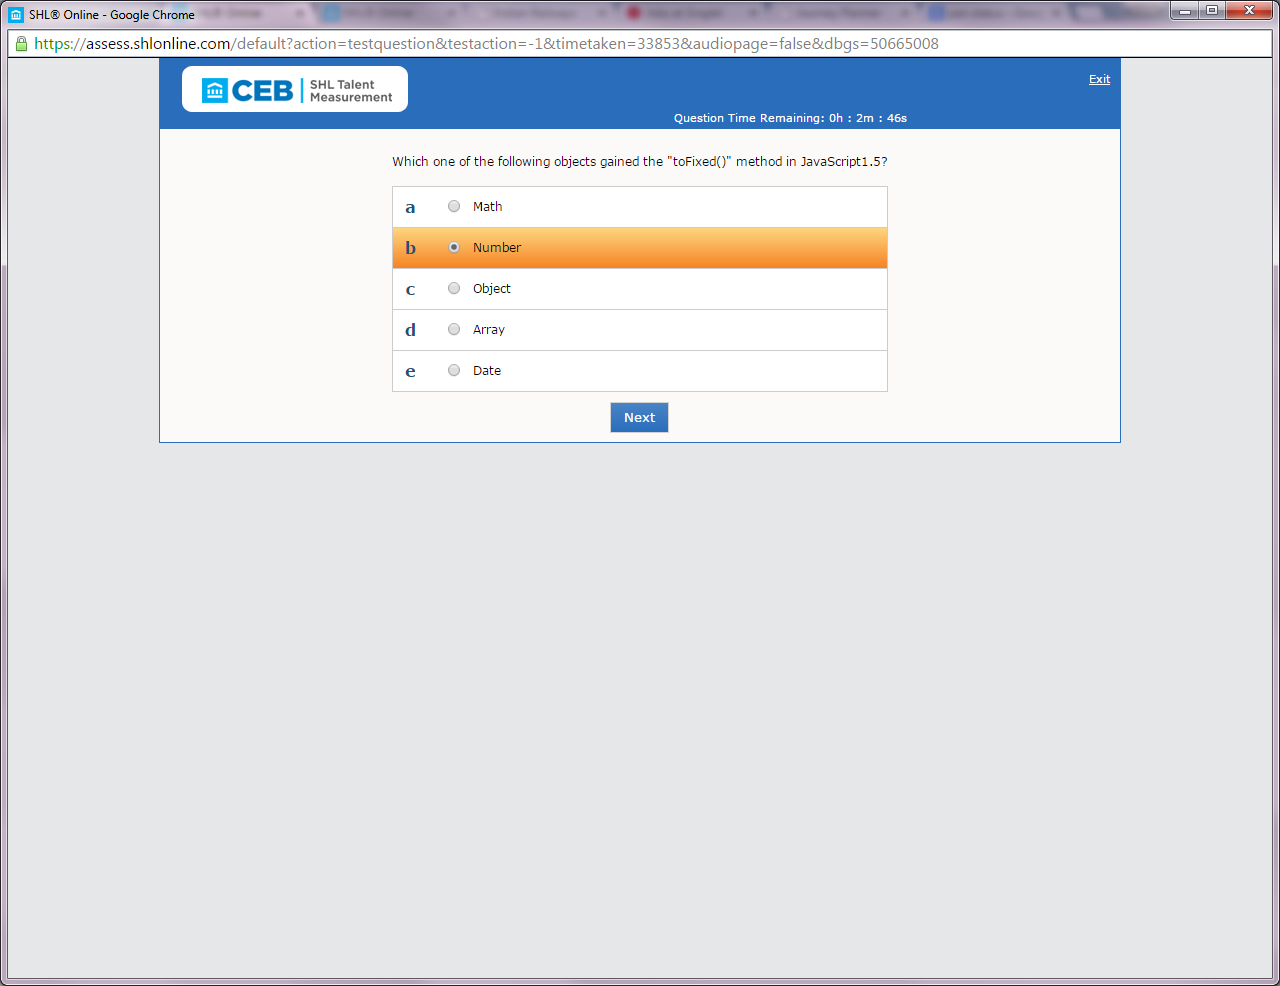 SHL® Online - Google Chrome
https://assess.shlonline.com/default?action=testquestion&testaction=-1&timetaken=33853&audiopage=false&dbgs=50665008
CEB SHL Talent
Measurement
Exit
Question Time Remaining: 0h : 2m : 46s
Which one of the following objects gained the "toFixed()" method in JavaScript1.5?
a Math
b Number
c Object
d Array
e Date
Next